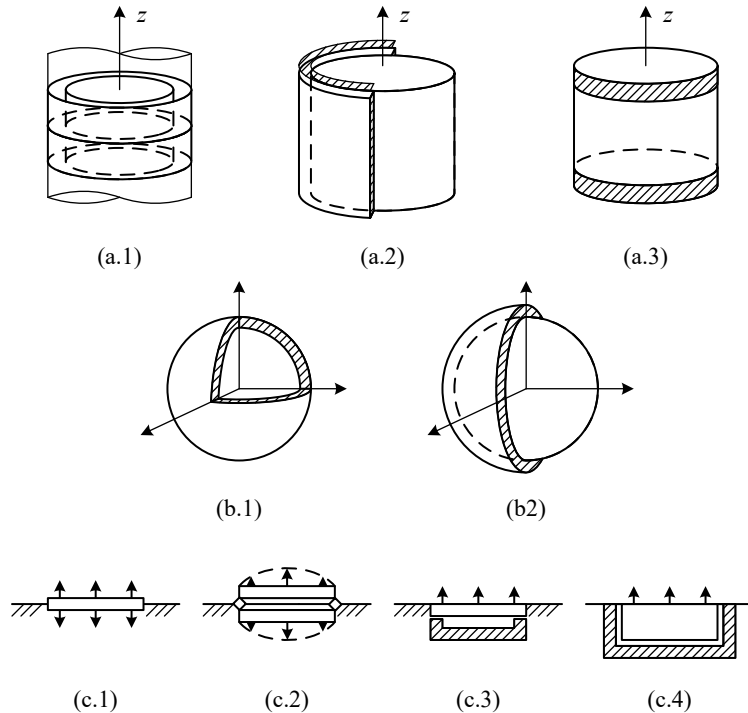 z z z
(a.1) (a.2) (a.3)
(b.1) (b2)
(c.1) (c.2) (c.3) (c.4)